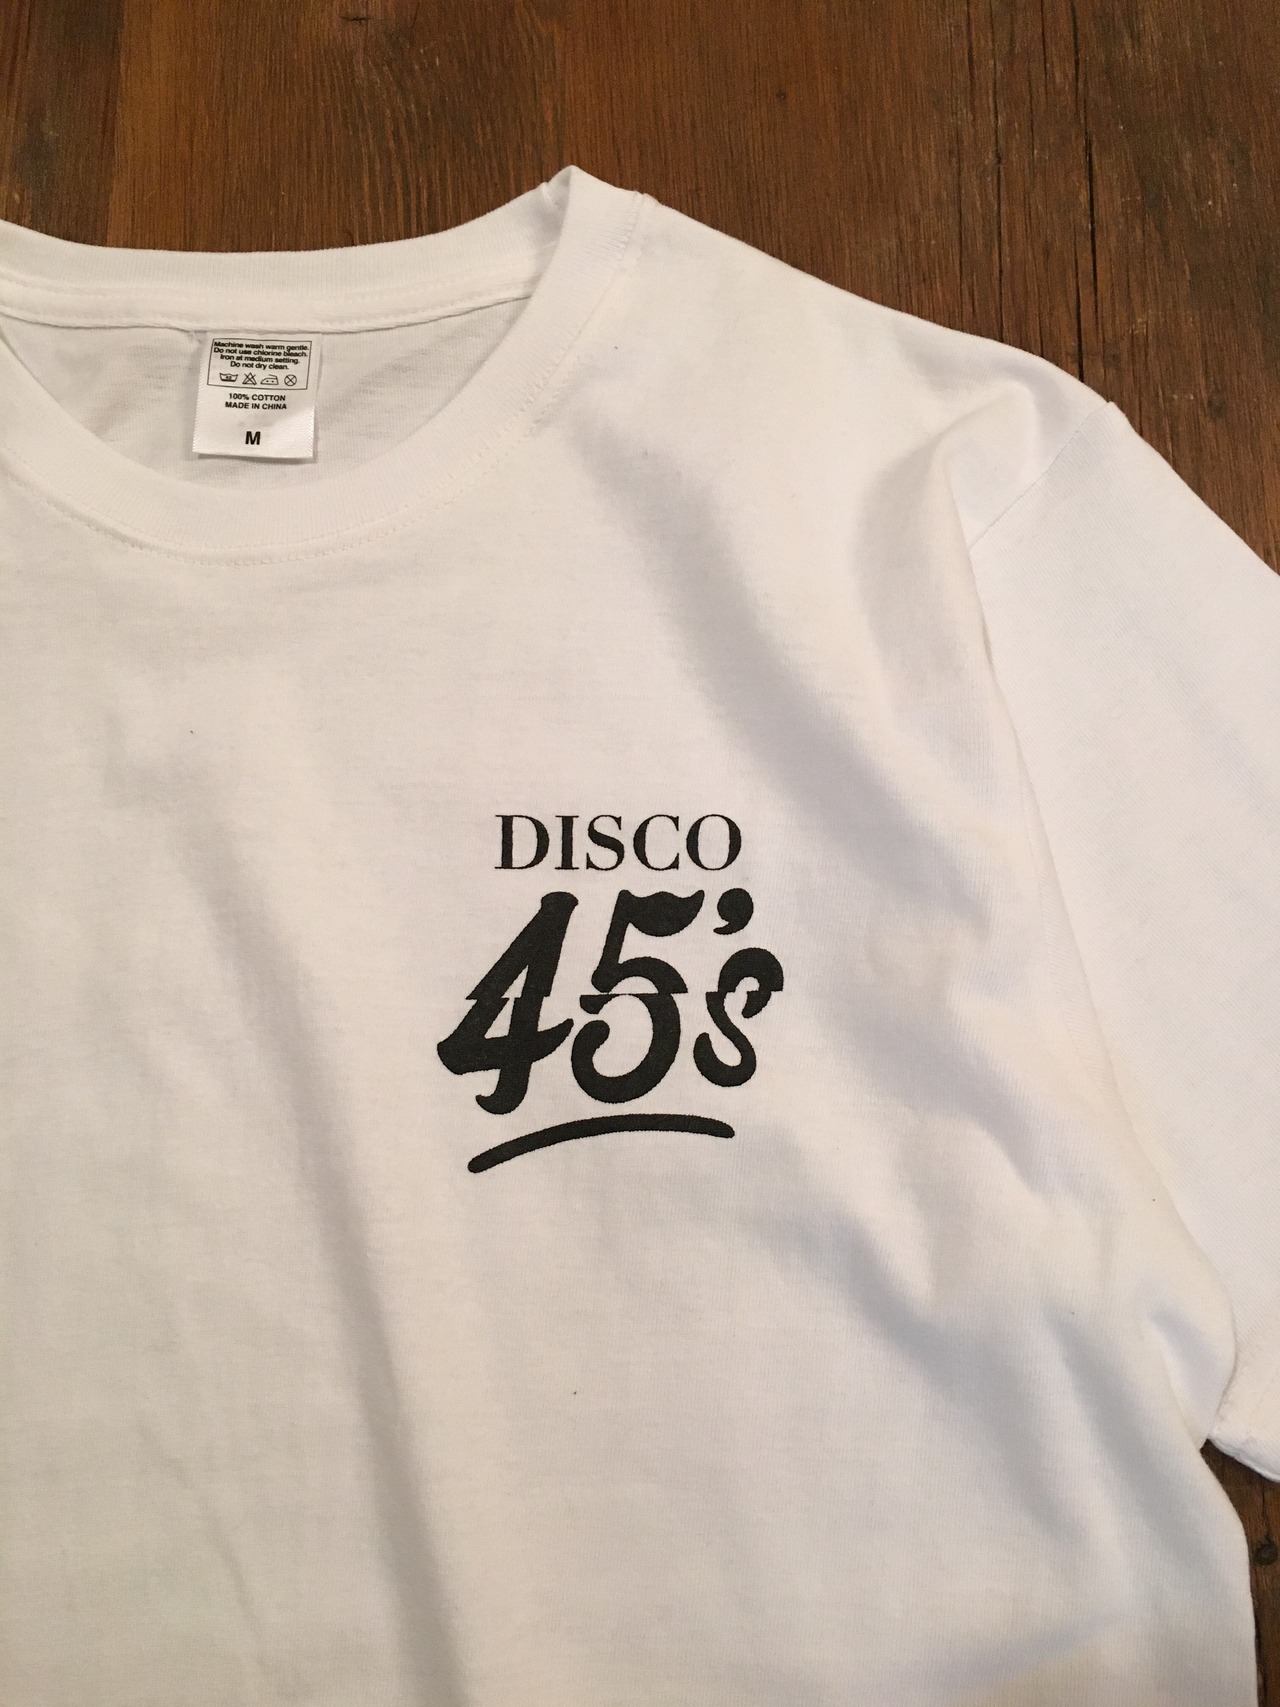 Machine wash warm gentle.
Do not use chlorine bleach.
Iron at medium setting.
Do not dry clean.
100% COTTON
MADE IN CHINA
M
DISCO
45's